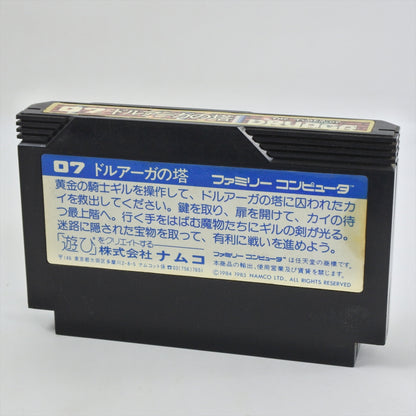 07 ドルアーガの塔 ファミリー コンピュータ
黄金の騎士ギルを操作して、ドルアーガの塔に囚われたカ
イを救出してください。鍵を取り、扉を開けて、カイの待
つ最上階へ。行く手をはばむ魔物たちにギルの剣が光る。
迷路に隠された宝物を取って、有利に戦いを進めよう。
「遊び」をクリエイトする
株式会社 ナムコ
ファミリー コンピュータ は任天堂の商標です。
本商品の輸出、使用営業及び賃貸を禁じます。
©1984 1985 NAMCO LTD., ALL RIGHTS RESERVED